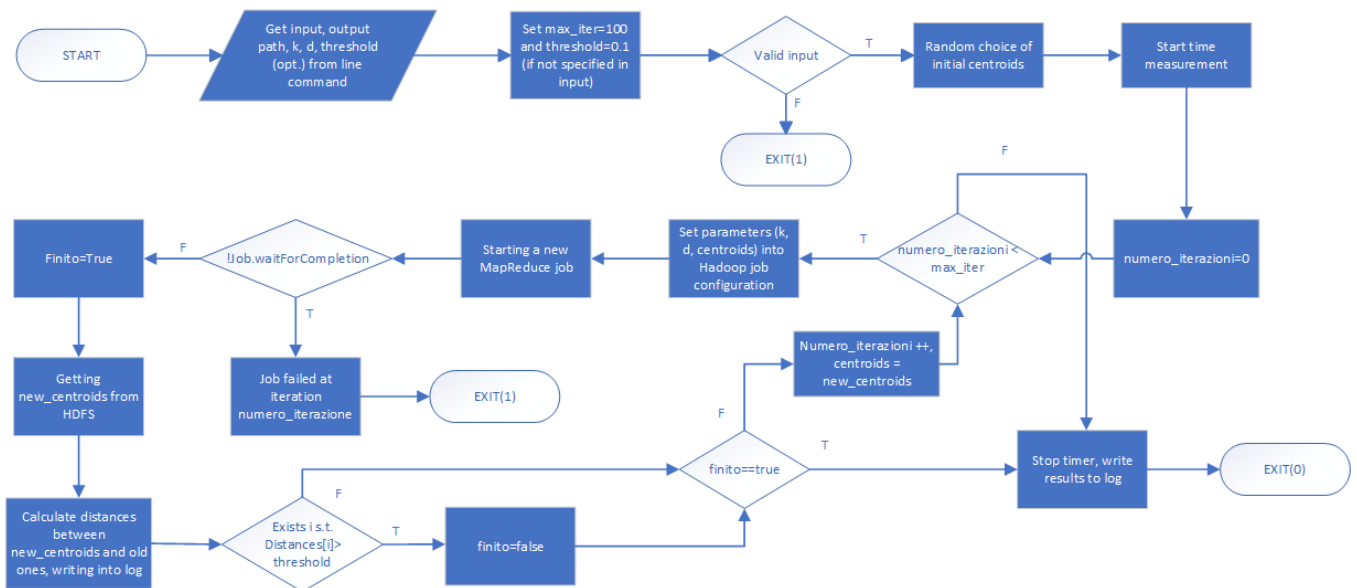 START
Get input, output
path, k, d, threshold
(opt.) from line
command
Set max_iter=100
and threshold=0.1
(if not specified in
input)
Valid input
T
F
EXIT(1)
Random choice of
initial centroids
Start time
measurement
numero_iterazioni=0
numero_iterazioni <
max_iter
F
T
Set parameters (k,
d, centroids) into
Hadoop job
configuration
Starting a new
MapReduce job
!Job.waitForCompletion
F
T
Finito=True
Job failed at
iteration
numero_iterazione
EXIT(1)
Getting
new_centroids from
HDFS
Calculate distances
between
new_centroids and old
ones, writing into log
Exists i s.t.
Distances[i]>
threshold
F
T
finito=false
finito==true
F
T
Numero_iterazioni ++,
centroids =
new_centroids
Stop timer, write
results to log
EXIT(0)